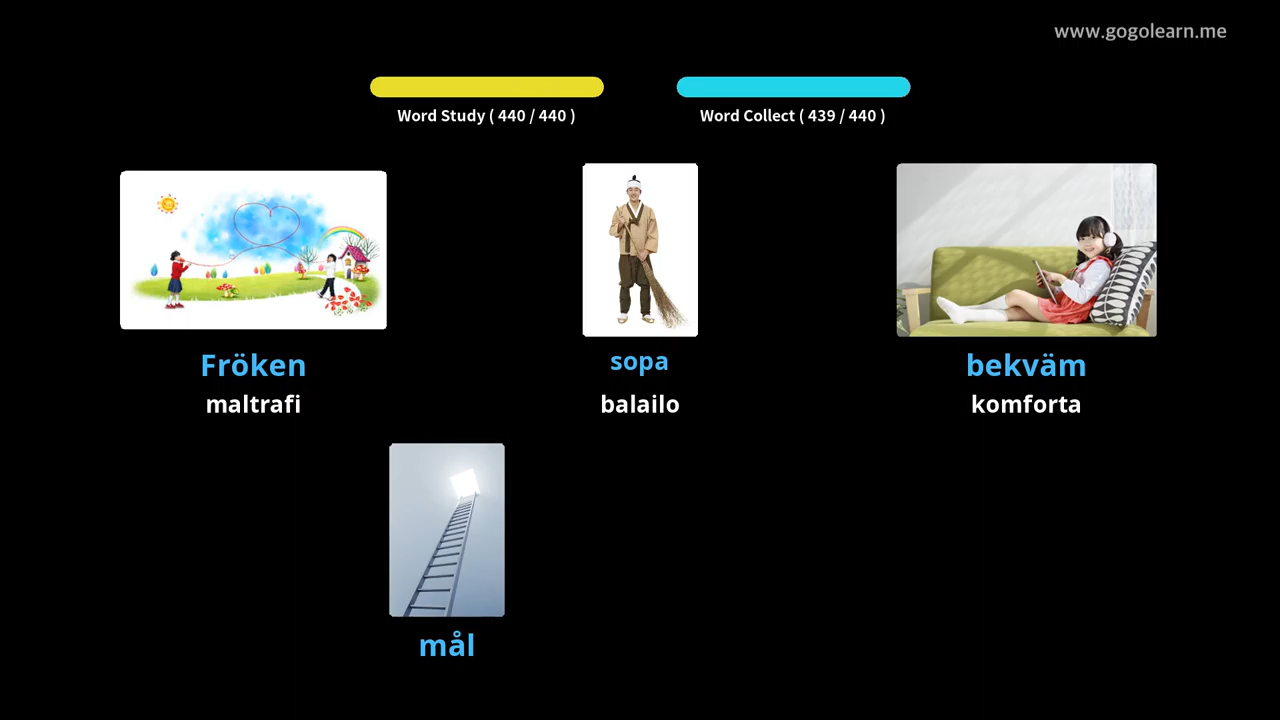 www.gogolearn.me
Word Study ( 440 / 440 )
Word Collect ( 439 / 440 )
Fröken
maltrafi
sopa
balailo
bekväm
komforta
mål